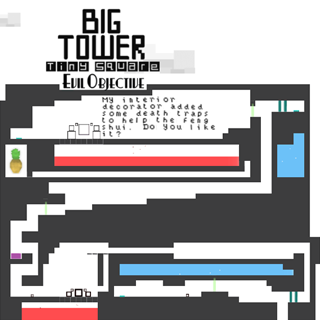 BIG
TOWER
Tiny Square
EVIL OBJECTIVE
My interior
decorator added
some death traps
to help the feng
shui. Do you like
it?